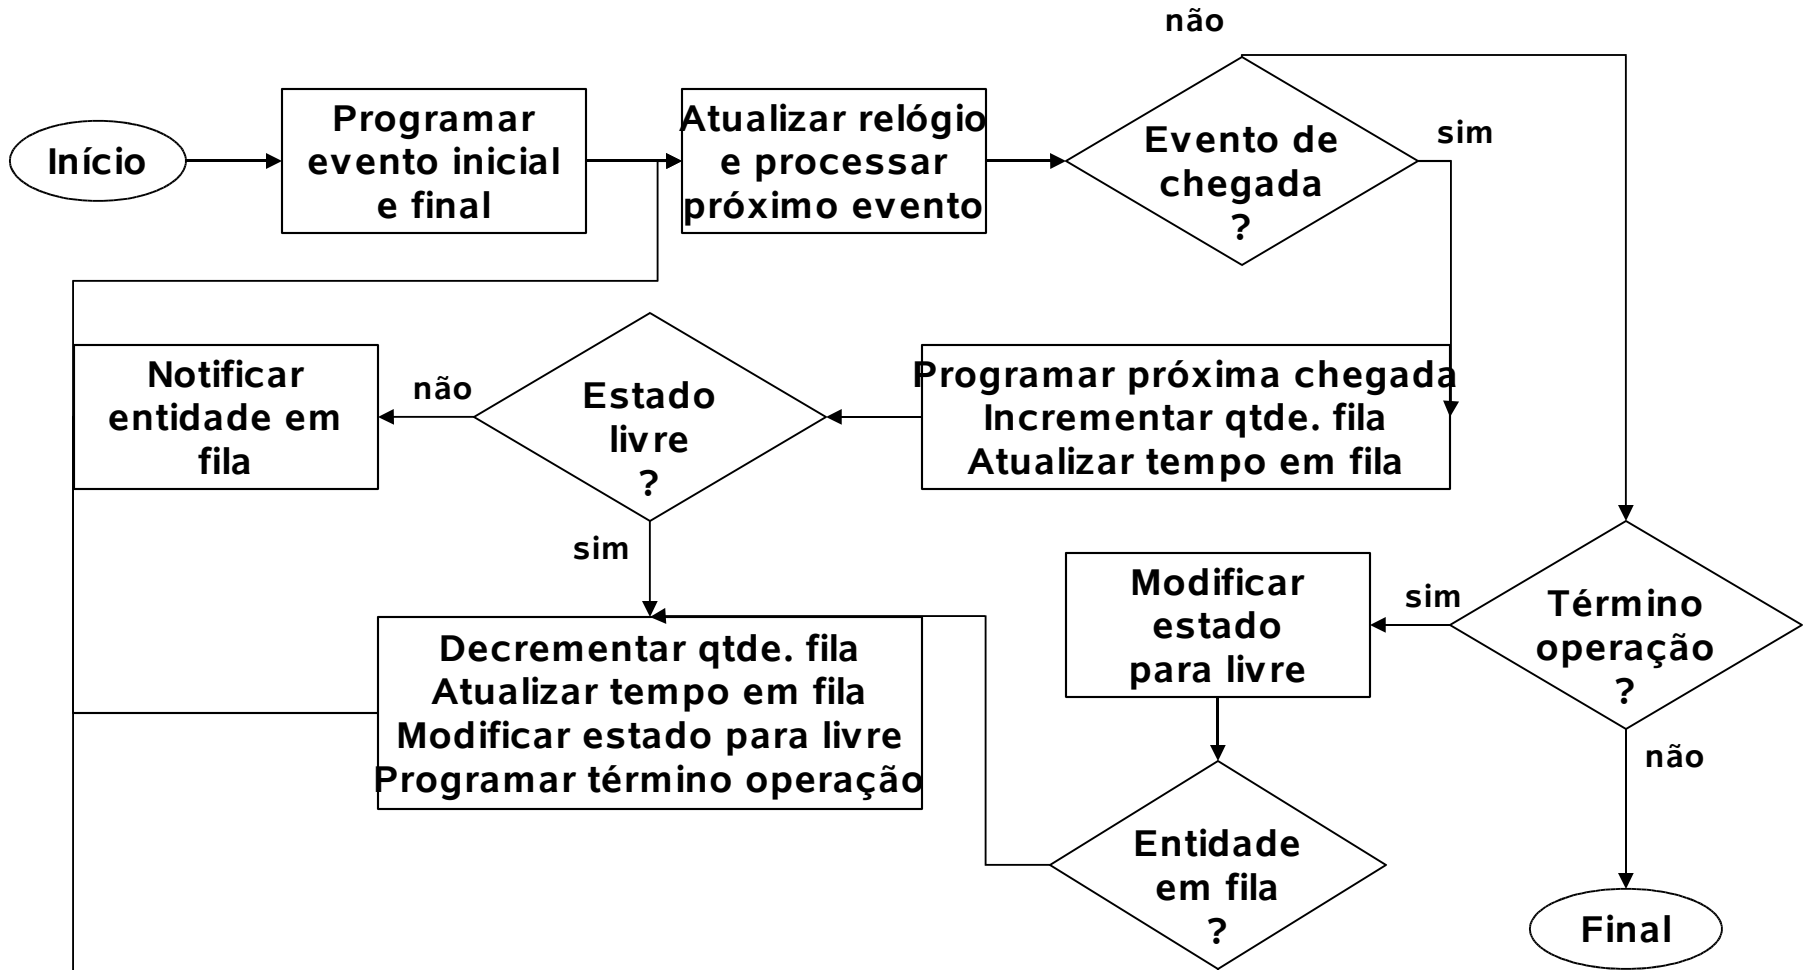 não
Início
Programar
evento inicial
e final
Atualizar relógio
e processar
próximo evento
Evento de
chegada
?
sim
Notificar
entidade em
fila
não
Estado
livre
?
Programar próxima chegada
Incrementar qtde. fila
Atualizar tempo em fila
sim
Modificar
estado
para livre
sim
Término
operação
?
Decrementar qtde. fila
Atualizar tempo em fila
Modificar estado para livre
Programar término operação
não
Entidade
em fila
?
Final